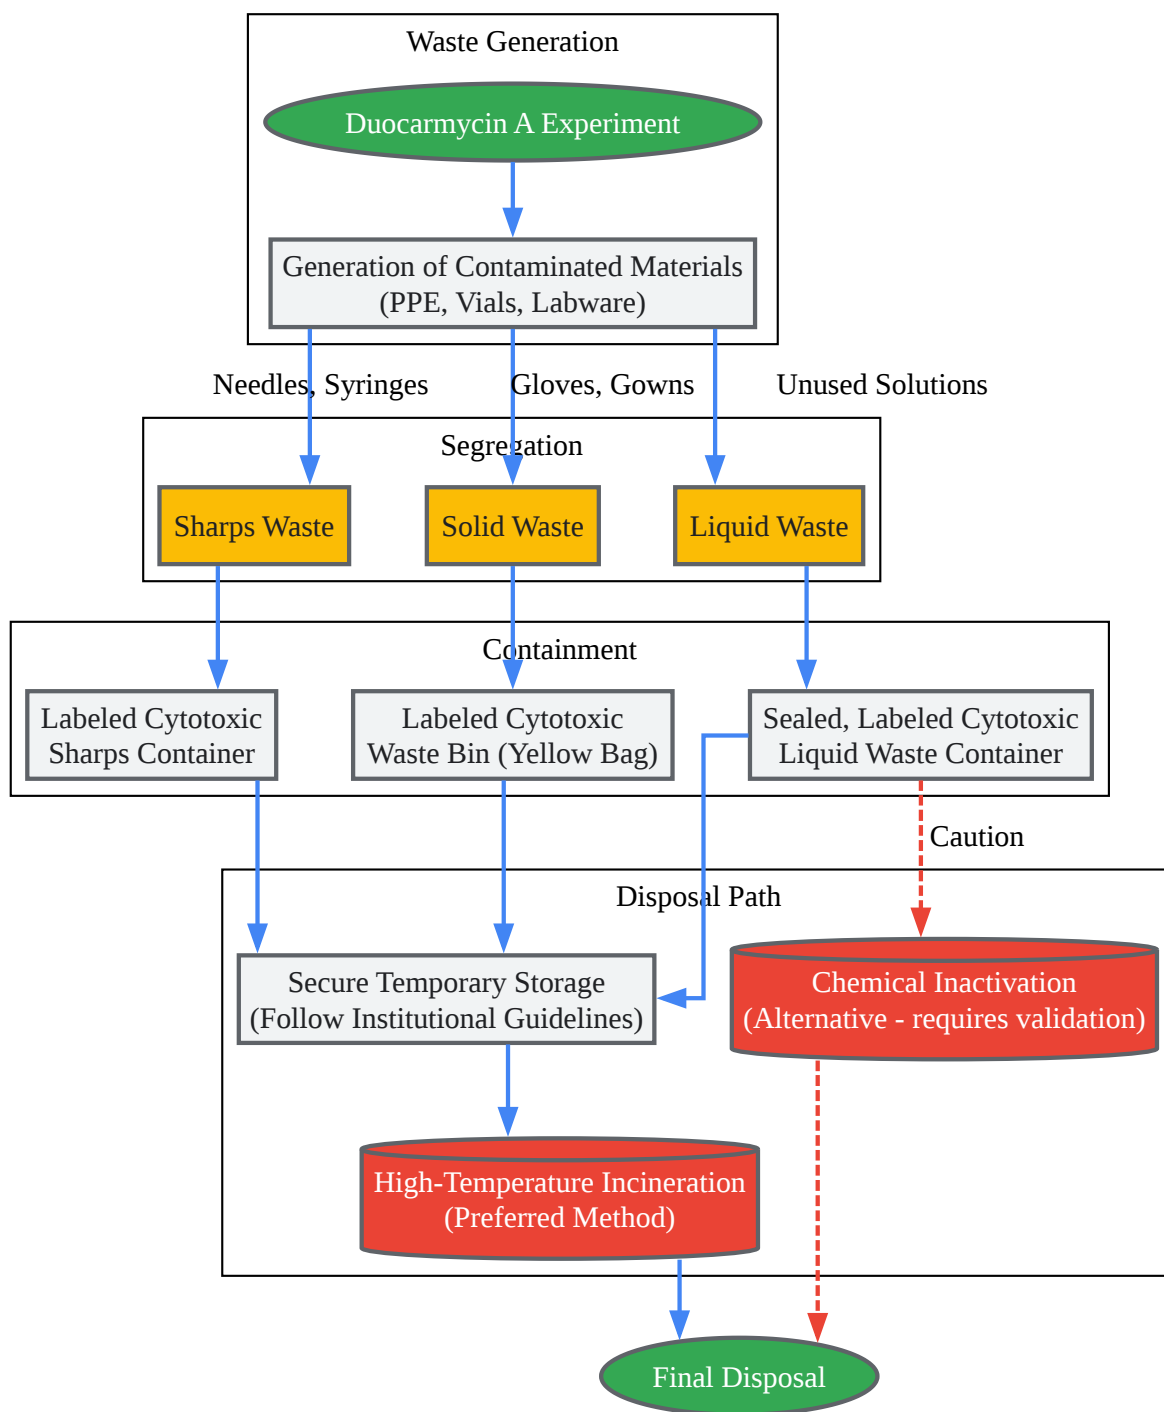 Waste Generation
Duocarmycin A Experiment
Generation of Contaminated Materials
(PPE, Vials, Labware)
Needles, Syringes
Gloves, Gowns
Unused Solutions
Segregation
Sharps Waste
Solid Waste
Liquid Waste
Containment
Labeled Cytotoxic
Sharps Container
Labeled Cytotoxic
Waste Bin (Yellow Bag)
Sealed, Labeled Cytotoxic
Liquid Waste Container
Caution
Disposal Path
Secure Temporary Storage
(Follow Institutional Guidelines)
Chemical Inactivation
(Alternative - requires validation)
High-Temperature Incineration
(Preferred Method)
Final Disposal